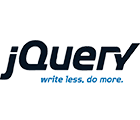 jQuery
write less, do more.